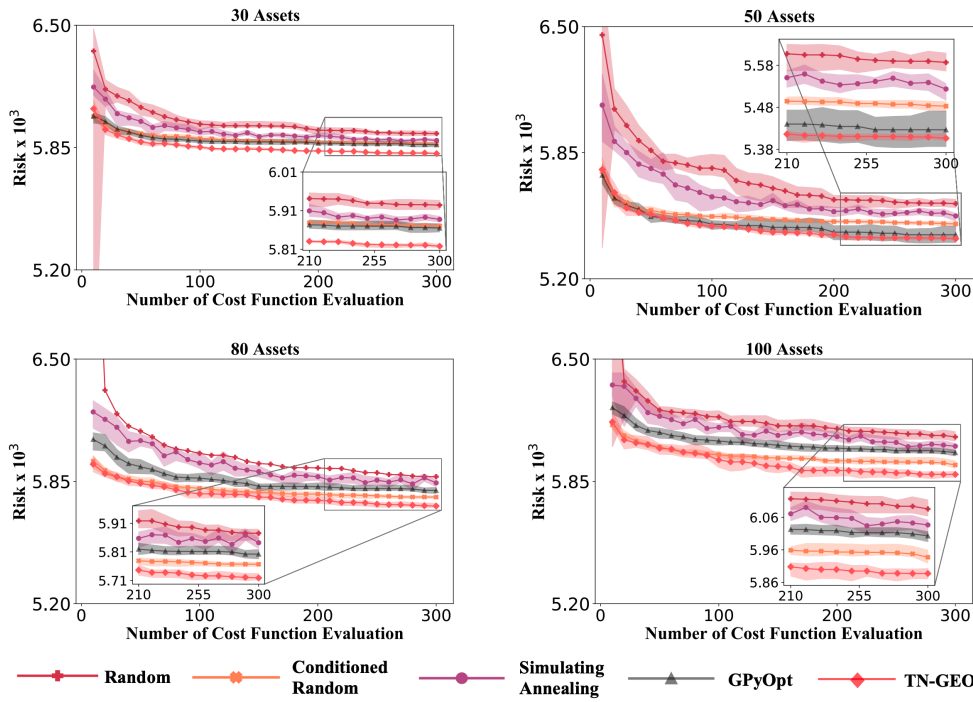 30 Assets
50 Assets
6.50
5.85
5.20
Risk x 10³
0
100
200
300
Number of Cost Function Evaluation
6.01
5.91
5.81
210
255
300
6.50
5.85
5.20
Risk x 10³
0
100
200
300
Number of Cost Function Evaluation
5.58
5.48
5.38
210
255
300
80 Assets
100 Assets
6.50
5.85
5.20
Risk x 10³
0
100
200
300
Number of Cost Function Evaluation
5.91
5.81
5.71
210
255
300
6.50
5.85
5.20
Risk x 10³
0
100
200
300
Number of Cost Function Evaluation
6.06
5.96
5.86
210
255
300
Random
Conditioned
Random
Simulating
Annealing
GPyOpt
TN-GEO